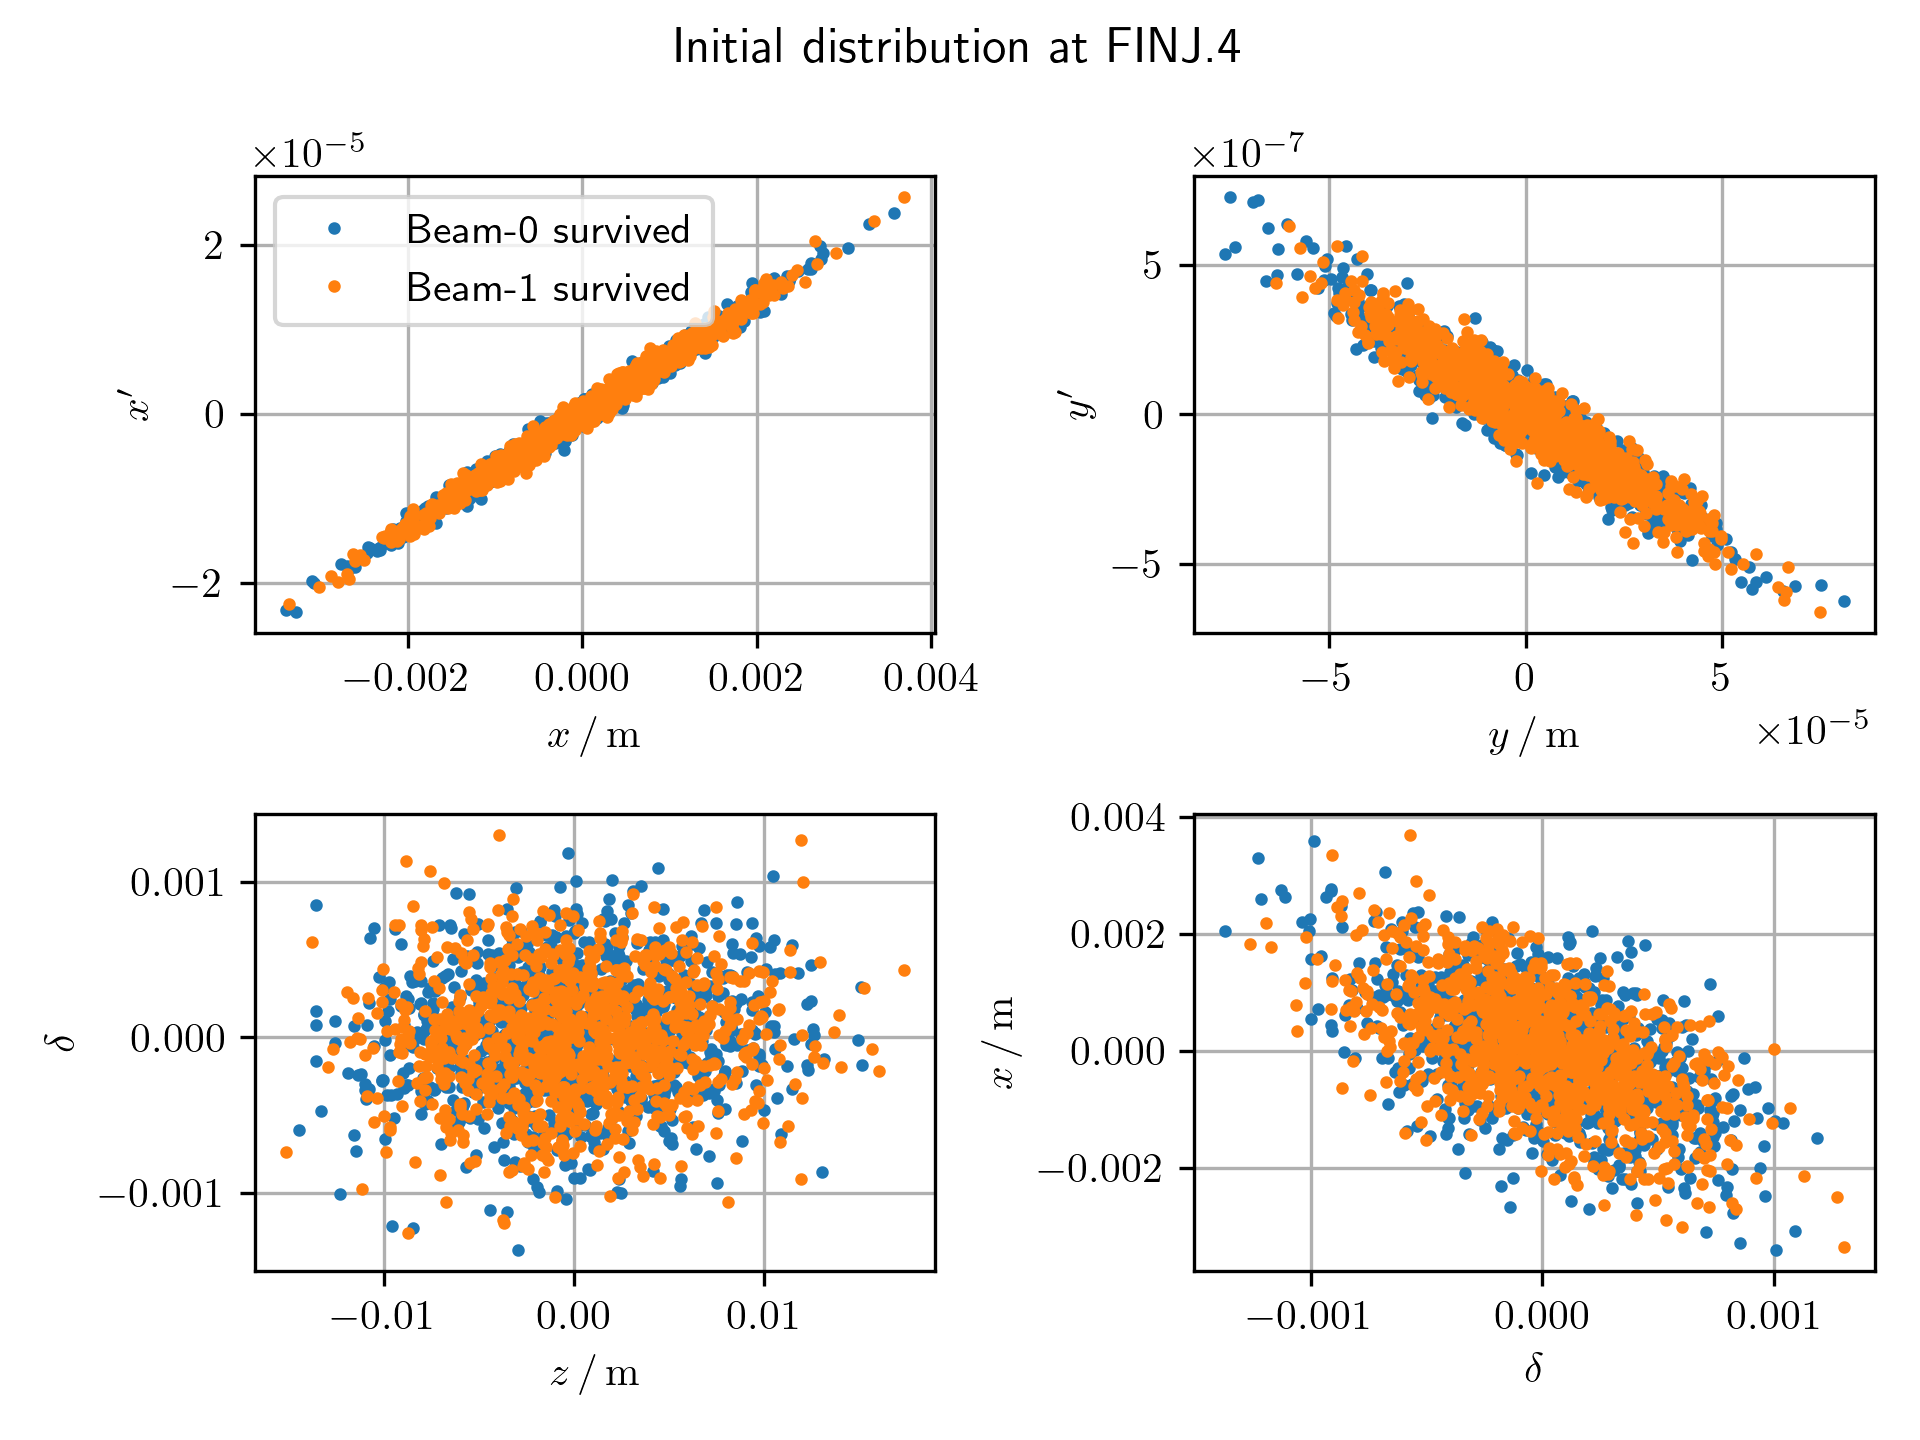 Initial distribution at FINJ.4
×10⁻⁵
Beam-0 survived
Beam-1 survived
2
0
−2
x′
−0.002 0.000 0.002 0.004
x / m
×10⁻⁷
5
0
−5
y′
−5 0 5
y / m ×10⁻⁵
0.001
0.000
−0.001
δ
−0.01 0.00 0.01
z / m
0.004
0.002
0.000
−0.002
x / m
−0.001 0.000 0.001
δ